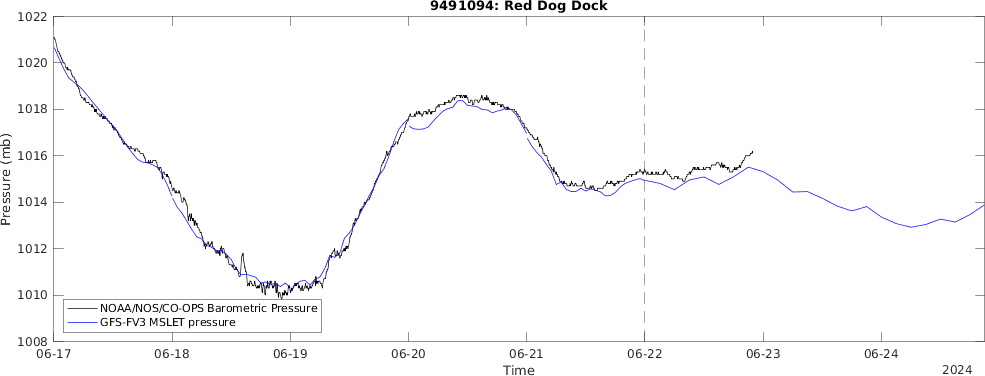 9491094: Red Dog Dock
1022
1020
1018
1016
1014
1012
1010
1008
Pressure (mb)
NOAA/NOS/CO-OPS Barometric Pressure
GFS-FV3 MSLET pressure
06-17 06-18 06-19 06-20 06-21 06-22 06-23 06-24
Time
2024